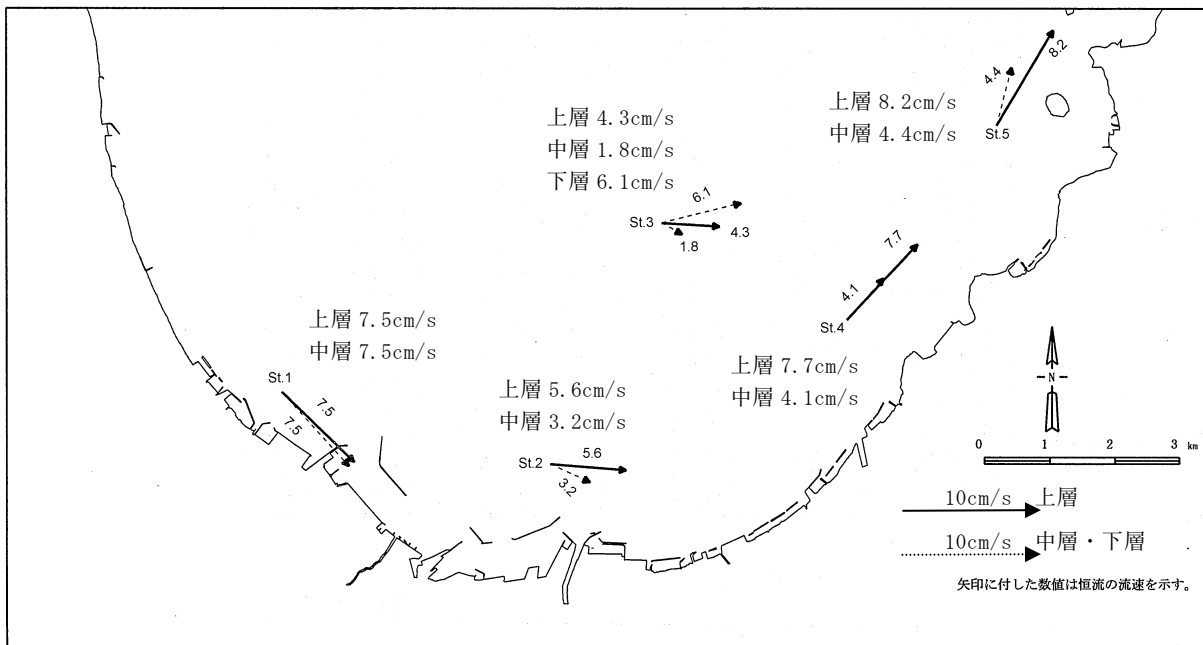 8.2
4.4
上層 8.2cm/s
中層 4.4cm/s
St.5
上層 4.3cm/s
中層 1.8cm/s
下層 6.1cm/s
6.1
St.3
4.3
1.8
7.7
4.1
St.4
上層 7.5cm/s
中層 7.5cm/s
St.1
7.5
7.5
上層 7.7cm/s
中層 4.1cm/s
上層 5.6cm/s
中層 3.2cm/s
5.6
St.2
3.2
N
0 1 2 3 km
10cm/s 上層
10cm/s 中層・下層
矢印に付した数値は恒流の流速を示す。